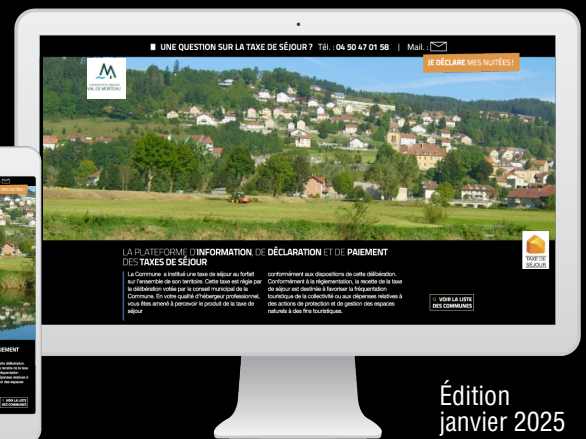 UNE QUESTION SUR LA TAXE DE SÉJOUR ? Tél. : 04 50 47 01 58 | Mail. :
JE DÉCLARE MES NUITÉES !
VAL DE MORTEAU
LA PLATEFORME D'INFORMATION, DE DÉCLARATION ET DE PAIEMENT
DES TAXES DE SÉJOUR
La Commune a institué une taxe de séjour au forfait
sur l'ensemble de son territoire. Cette taxe est régie par
la délibération votée par le conseil municipal de la
Commune. En votre qualité d'hébergeur professionnel,
vous êtes amené à percevoir le produit de la taxe de
séjour
conformément aux dispositions de cette délibération.
Conformément à la réglementation, la recette de la taxe
de séjour est destinée à favoriser la fréquentation
touristique de la collectivité ou aux dépenses relatives à
des actions de protection et de gestion des espaces
naturels à des fins touristiques.
TAXE DE
SÉJOUR
VOIR LA LISTE
DES COMMUNES
IEMENT
VOIR LA LISTE
DES COMMUNES
Édition
janvier 2025